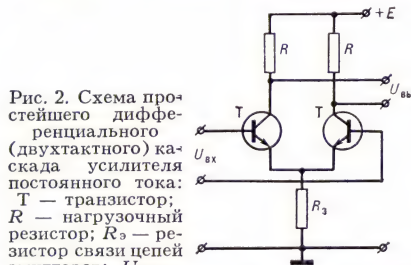 Рис. 2. Схема про-
стейшего диффе-
ренциального
(двухтактного) ка-
скада усилителя
постоянного тока:
Т — транзистор;
R — нагрузочный
резистор; Rэ — ре-
зистор связи цепей
+E
R
R
Uвы
Т
Т
Uвх
Rэ